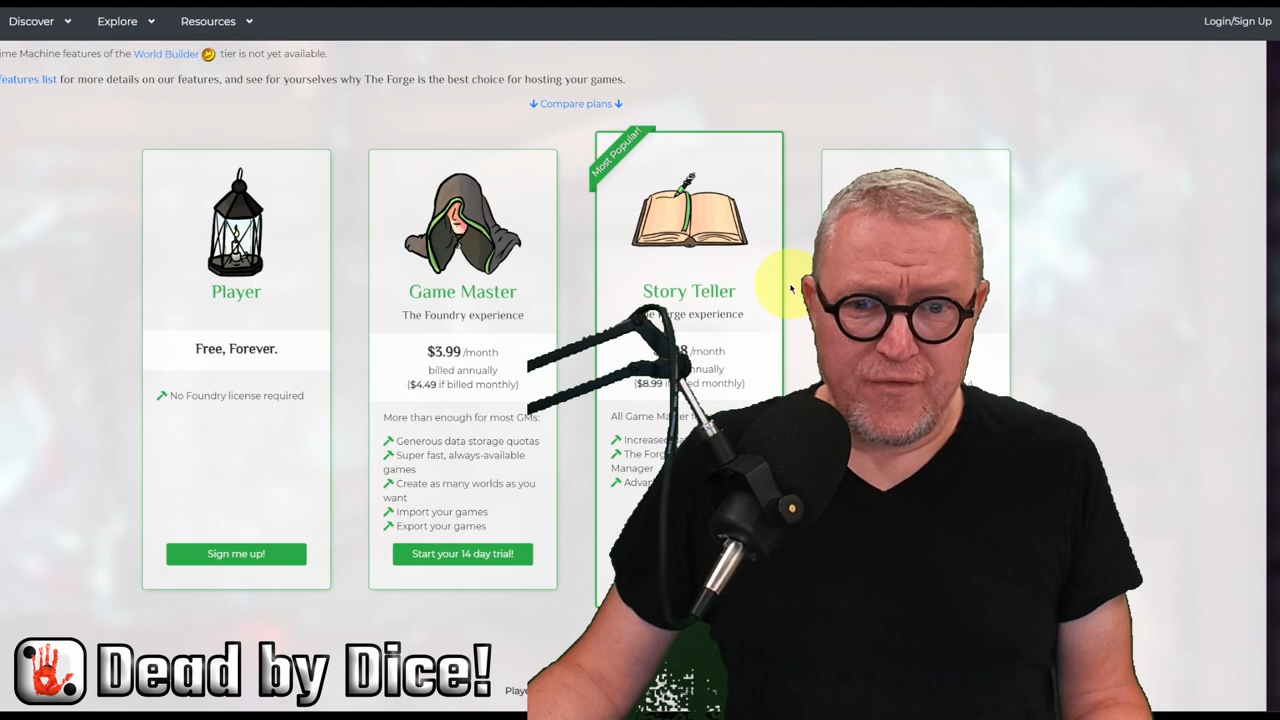 Discover Explore Resources Login/Sign Up
ime Machine features of the World Builder tier is not yet available.
features list for more details on our features, and see for yourselves why The Forge is the best choice for hosting your games.
Compare plans
Most Popular!
Player
Free, Forever.
No Foundry license required
Sign me up!
Game Master
The Foundry experience
$3.99 /month
billed annually
($4.49 if billed monthly)
More than enough for most GMs:
Generous data storage quotas
Super fast, always-available
games
Create as many worlds as you
want
Import your games
Export your games
Start your 14 day trial!
Story Teller
experience
/month
($8.99 monthly)
All Game
Increased
The
Manager
Dead by Dice!